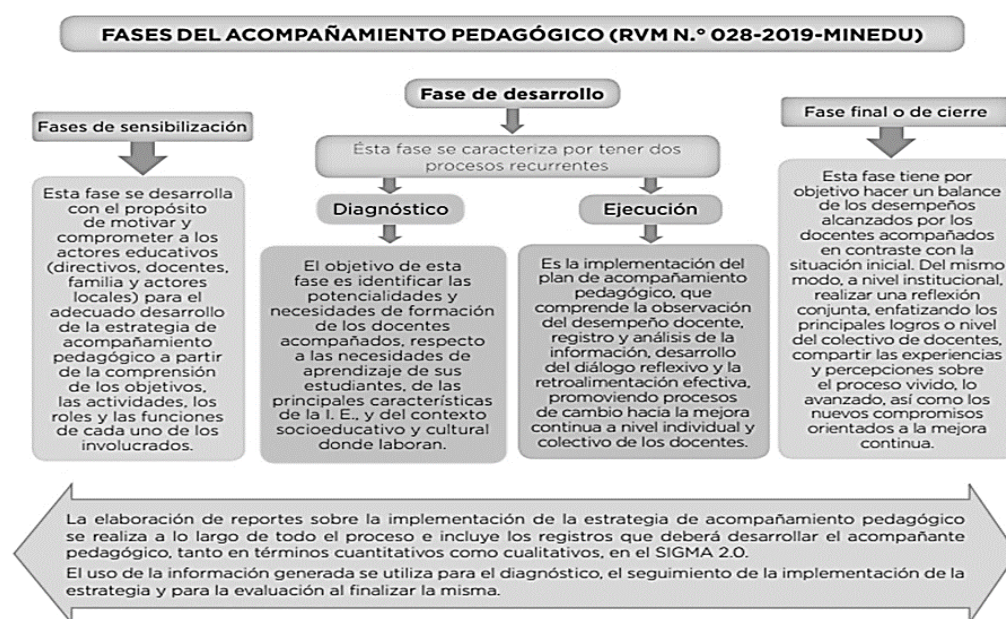 FASES DEL ACOMPAÑAMIENTO PEDAGÓGICO (RVM N.° 028-2019-MINEDU)
Fases de sensibilización
Esta fase se desarrolla
con el propósito
de motivar y
comprometer a los
actores educativos
(directivos, docentes,
familia y actores
locales) para el
adecuado desarrollo
de la estrategia de
acompañamiento
pedagógico a partir
de la comprensión
de los objetivos,
las actividades, los
roles y las funciones
de cada uno de los
involucrados.
Fase de desarrollo
Ésta fase se caracteriza por tener dos
procesos recurrentes
Diagnóstico
El objetivo de esta
fase es identificar las
potencialidades y
necesidades de formación
de los docentes
acompañados, respecto
a las necesidades de
aprendizaje de sus
estudiantes, de las
principales características
de la I. E., y del contexto
socioeducativo y cultural
donde laboran.
Ejecución
Es la implementación del
plan de acompañamiento
pedagógico, que
comprende la observación
del desempeño docente,
registro y análisis de la
información, desarrollo
del diálogo reflexivo y la
retroalimentación efectiva,
promoviendo procesos
de cambio hacia la mejora
continua a nivel individual y
colectivo de los docentes.
Fase final o de cierre
Esta fase tiene por
objetivo hacer un balance
de los desempeños
alcanzados por los
docentes acompañados
en contraste con la
situación inicial. Del mismo
modo, a nivel institucional,
realizar una reflexión
conjunta, enfatizando los
principales logros o nivel
del colectivo de docentes,
compartir las experiencias
y percepciones sobre
el proceso vivido, lo
avanzado, así como los
nuevos compromisos
orientados a la mejora
continua.
La elaboración de reportes sobre la implementación de la estrategia de acompañamiento pedagógico
se realiza a lo largo de todo el proceso e incluye los registros que deberá desarrollar el acompañante
pedagógico, tanto en términos cuantitativos como cualitativos, en el SIGMA 2.0.
El uso de la información generada se utiliza para el diagnóstico, el seguimiento de la implementación de la
estrategia y para la evaluación al finalizar la misma.